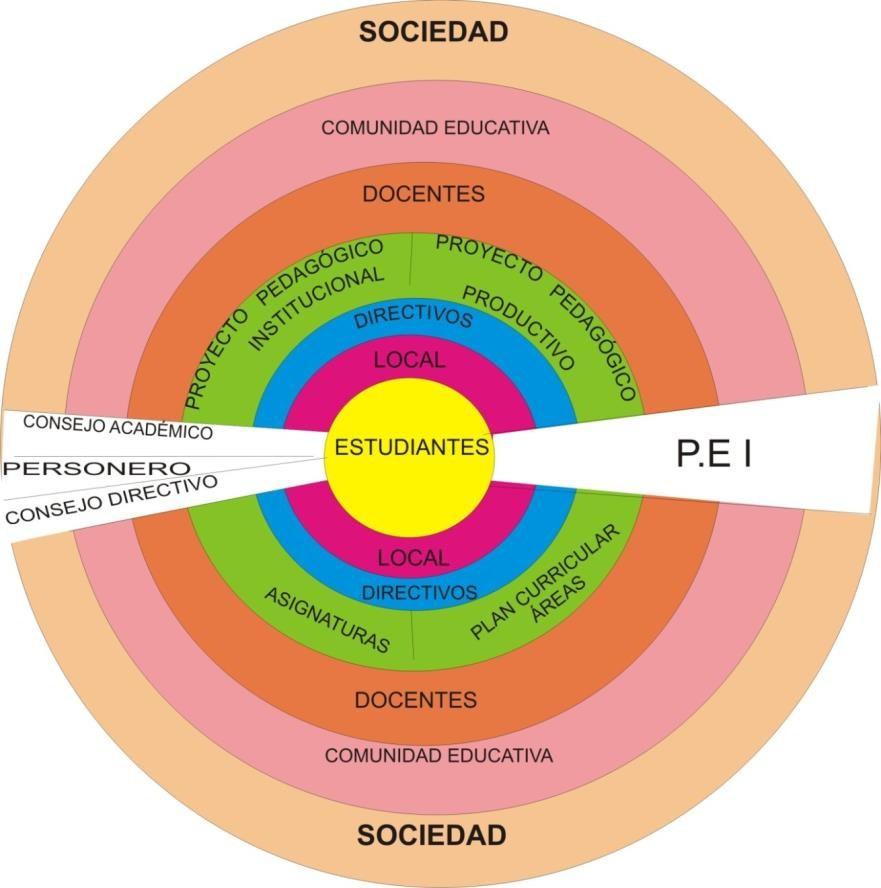 SOCIEDAD
COMUNIDAD EDUCATIVA
DOCENTES
PROYECTO PEDAGÓGICO
INSTITUCIONAL
PROYECTO PEDAGÓGICO
PRODUCTIVO
DIRECTIVOS
LOCAL
ESTUDIANTES
CONSEJO ACADÉMICO
PERSONERO
CONSEJO DIRECTIVO
P.E I
LOCAL
DIRECTIVOS
ASIGNATURAS
PLAN CURRICULAR
ÁREAS
DOCENTES
COMUNIDAD EDUCATIVA
SOCIEDAD